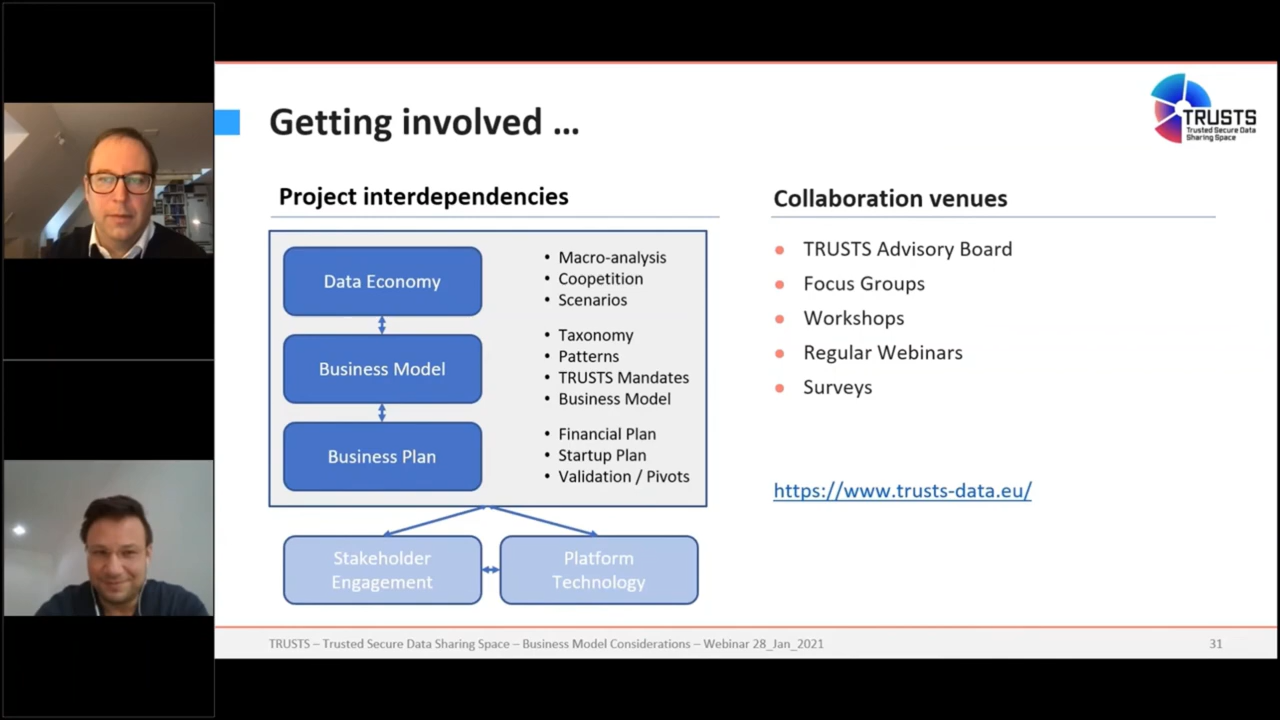 Getting involved ...
TRUSTS
Trusted Secure Data
Sharing Space
Project interdependencies
Data Economy
• Macro-analysis
• Coopetition
• Scenarios
Business Model
• Taxonomy
• Patterns
• TRUSTS Mandates
• Business Model
Business Plan
• Financial Plan
• Startup Plan
• Validation / Pivots
Stakeholder
Engagement
Platform
Technology
Collaboration venues
• TRUSTS Advisory Board
• Focus Groups
• Workshops
• Regular Webinars
• Surveys
https://www.trusts-data.eu/
TRUSTS – Trusted Secure Data Sharing Space – Business Model Considerations – Webinar 28_Jan_2021
31